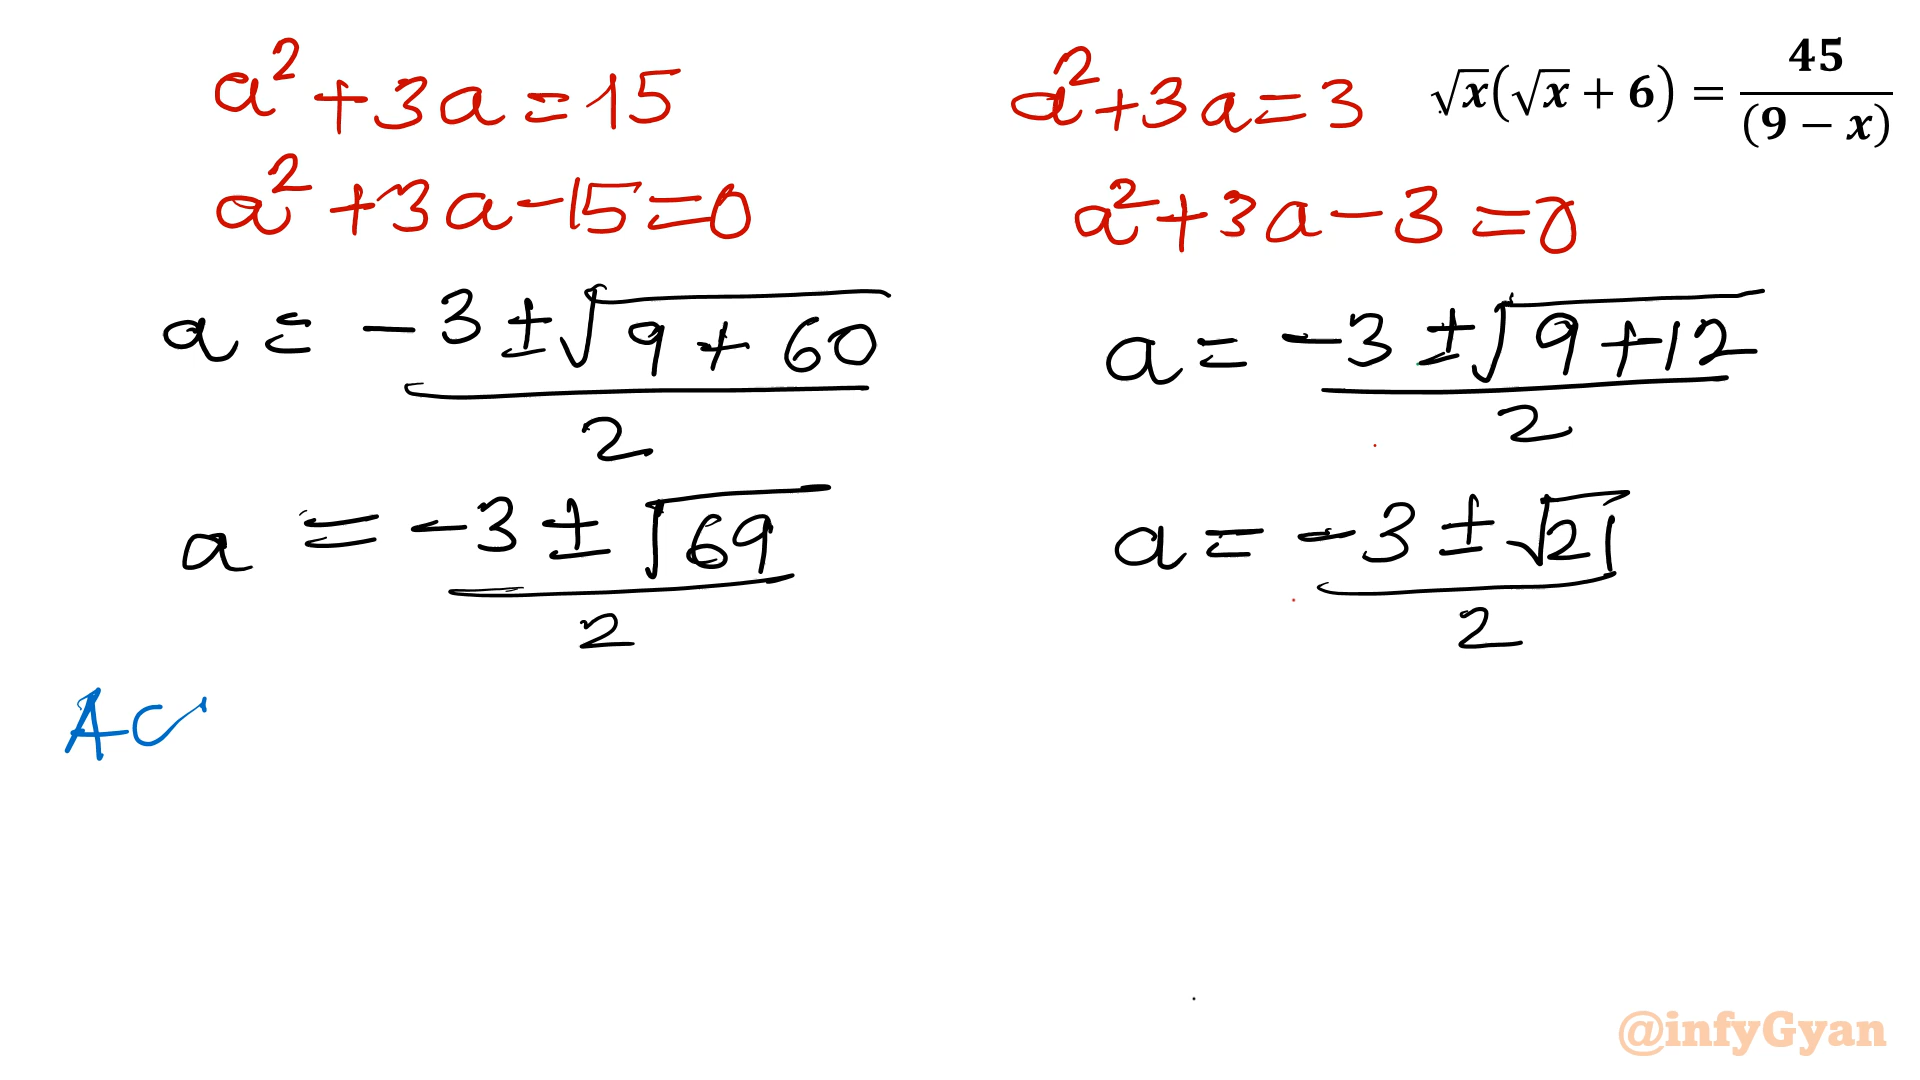 a² + 3a = 15
a² + 3a - 15 = 0
a = (-3 ± √(9 + 60)) / 2
a = (-3 ± √69) / 2
a² + 3a = 3
a² + 3a - 3 = 0
a = (-3 ± √(9 + 12)) / 2
a = (-3 ± √21) / 2
√x(√x + 6) = 45 / (9 − x)
Ac
@infyGyan